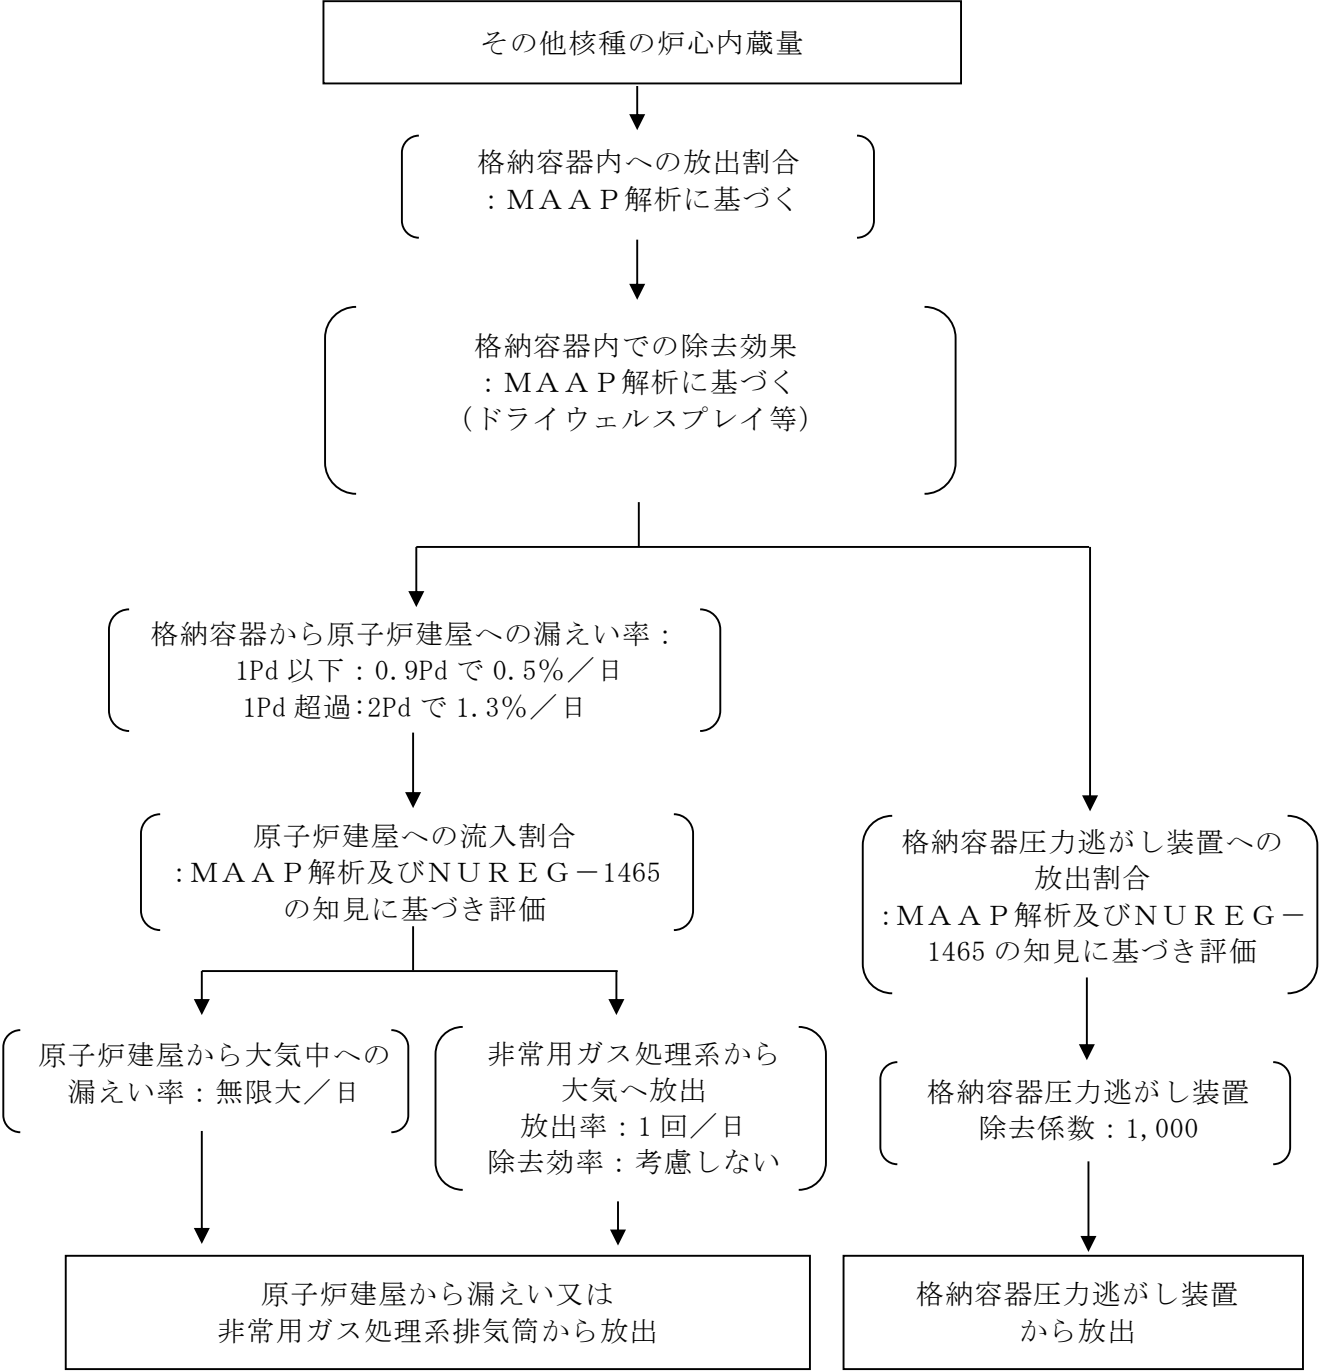 その他核種の炉心内蔵量
格納容器内への放出割合
：ＭＡＡＰ解析に基づく
格納容器内での除去効果
：ＭＡＡＰ解析に基づく
（ドライウェルスプレイ等）
格納容器から原子炉建屋への漏えい率：
1Pd 以下：0.9Pd で 0.5％／日
1Pd 超過：2Pd で 1.3％／日
原子炉建屋への流入割合
：ＭＡＡＰ解析及びＮＵＲＥＧ－1465
の知見に基づき評価
原子炉建屋から大気中への
漏えい率：無限大／日
非常用ガス処理系から
大気へ放出
放出率：1 回／日
除去効率：考慮しない
原子炉建屋から漏えい又は
非常用ガス処理系排気筒から放出
格納容器圧力逃がし装置への
放出割合
：ＭＡＡＰ解析及びＮＵＲＥＧ－
1465 の知見に基づき評価
格納容器圧力逃がし装置
除去係数：1,000
格納容器圧力逃がし装置
から放出